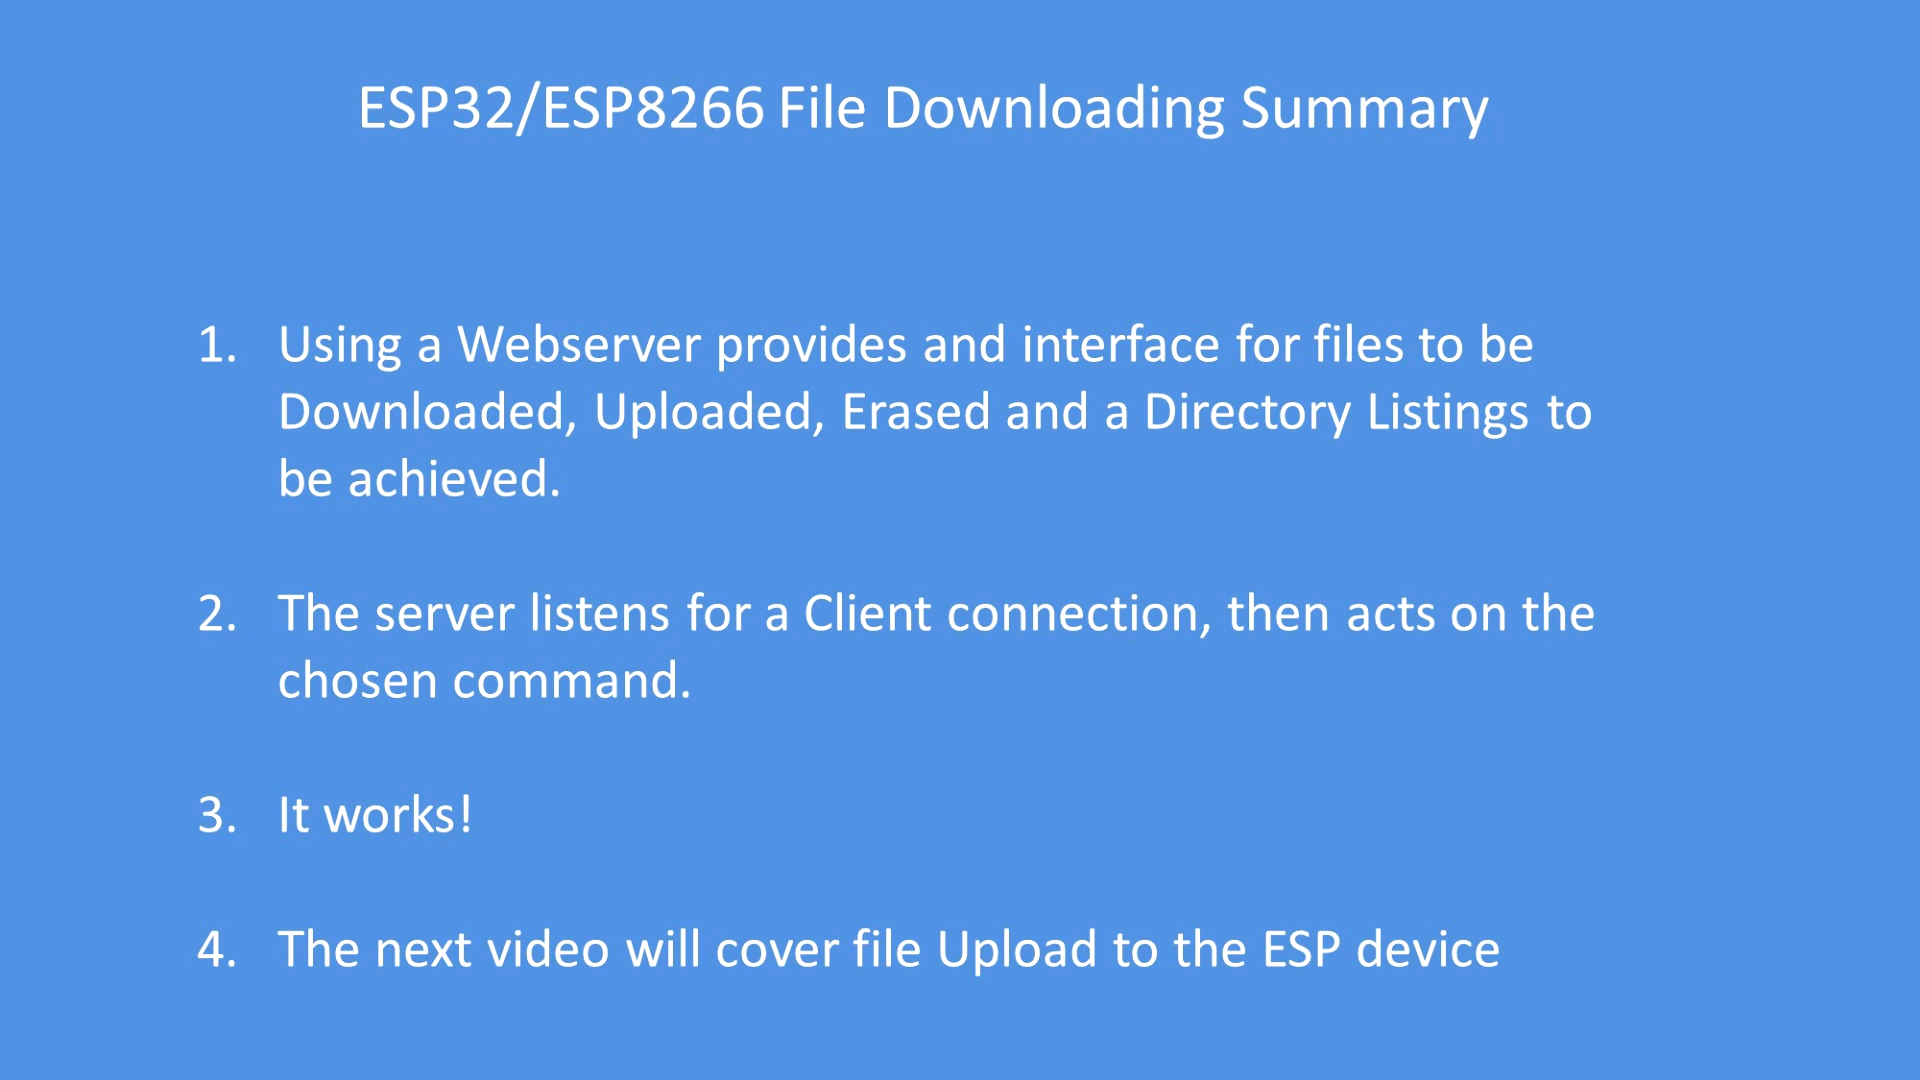 ESP32/ESP8266 File Downloading Summary
1. Using a Webserver provides and interface for files to be
Downloaded, Uploaded, Erased and a Directory Listings to
be achieved.
2. The server listens for a Client connection, then acts on the
chosen command.
3. It works!
4. The next video will cover file Upload to the ESP device